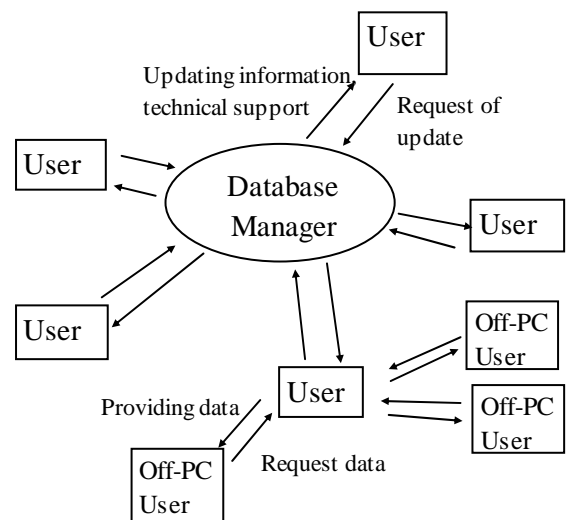 User
Updating information,
technical support
Request of
update
User
Database
Manager
User
User
Off-PC
User
User
Off-PC
User
Providing data
Request data
Off-PC
User